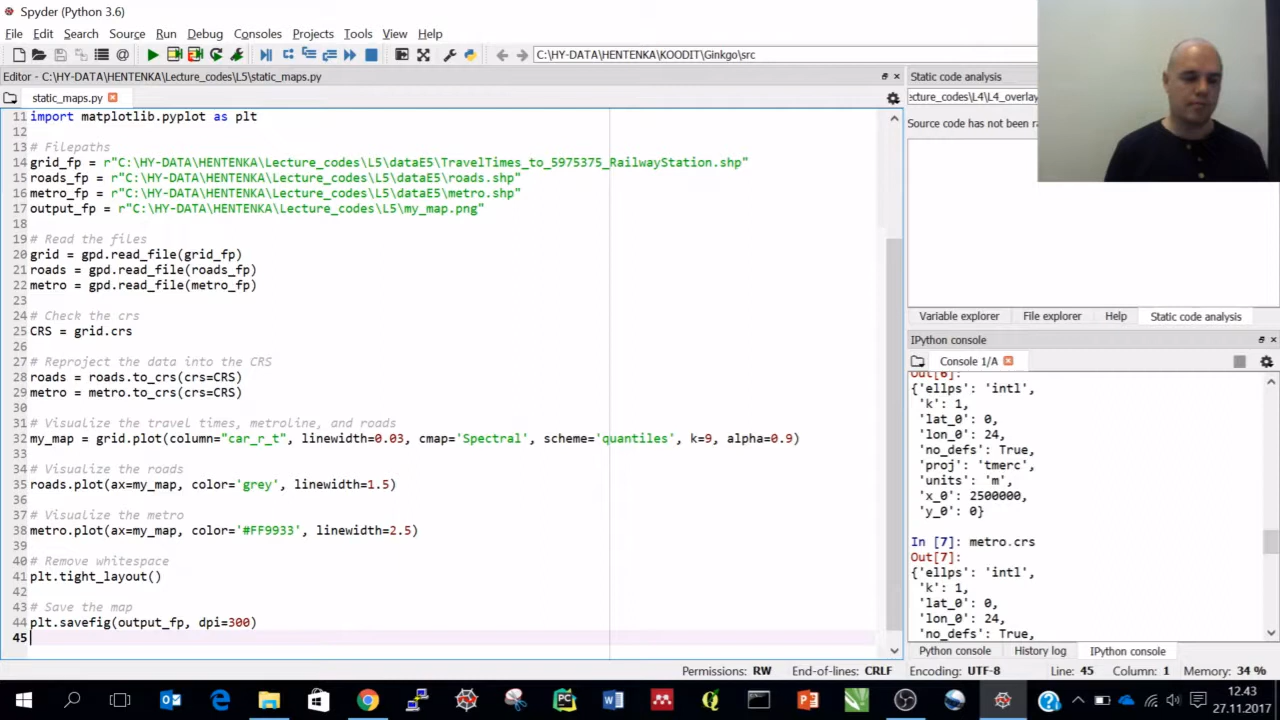 Spyder (Python 3.6)
File Edit Search Source Run Debug Consoles Projects Tools View Help
C:\HY-DATA\HENTENKA\KOODIT\Ginkgo\src
Editor - C:\HY-DATA\HENTENKA\Lecture_codes\L5\static_maps.py
static_maps.py
11 import matplotlib.pyplot as plt
12
13 # Filepaths
14 grid_fp = r"C:\HY-DATA\HENTENKA\Lecture_codes\L5\dataE5\TravelTimes_to_5975375_RailwayStation.shp"
15 roads_fp = r"C:\HY-DATA\HENTENKA\Lecture_codes\L5\dataE5\roads.shp"
16 metro_fp = r"C:\HY-DATA\HENTENKA\Lecture_codes\L5\dataE5\metro.shp"
17 output_fp = r"C:\HY-DATA\HENTENKA\Lecture_codes\L5\my_map.png"
18
19 # Read the files
20 grid = gpd.read_file(grid_fp)
21 roads = gpd.read_file(roads_fp)
22 metro = gpd.read_file(metro_fp)
23
24 # Check the crs
25 CRS = grid.crs
26
27 # Reproject the data into the CRS
28 roads = roads.to_crs(crs=CRS)
29 metro = metro.to_crs(crs=CRS)
30
31 # Visualize the travel times, metroline, and roads
32 my_map = grid.plot(column="car_r_t", linewidth=0.03, cmap='Spectral', scheme='quantiles', k=9, alpha=0.9)
33
34 # Visualize the roads
35 roads.plot(ax=my_map, color='grey', linewidth=1.5)
36
37 # Visualize the metro
38 metro.plot(ax=my_map, color='#FF9933', linewidth=2.5)
39
40 # Remove whitespace
41 plt.tight_layout()
42
43 # Save the map
44 plt.savefig(output_fp, dpi=300)
45
Static code analysis
ecture_codes\L4\L4_overlay
Source code has not been ra
Variable explorer File explorer Help Static code analysis
IPython console
Console 1/A
Out[6]:
{'ellps': 'intl',
'k': 1,
'lat_0': 0,
'lon_0': 24,
'no_defs': True,
'proj': 'tmerc',
'units': 'm',
'x_0': 2500000,
'y_0': 0}
In [7]: metro.crs
Out[7]:
{'ellps': 'intl',
'k': 1,
'lat_0': 0,
'lon_0': 24,
'no_defs': True,
Python console History log IPython console
Permissions: RW End-of-lines: CRLF Encoding: UTF-8 Line: 45 Column: 1 Memory: 34 %
12.43
27.11.2017